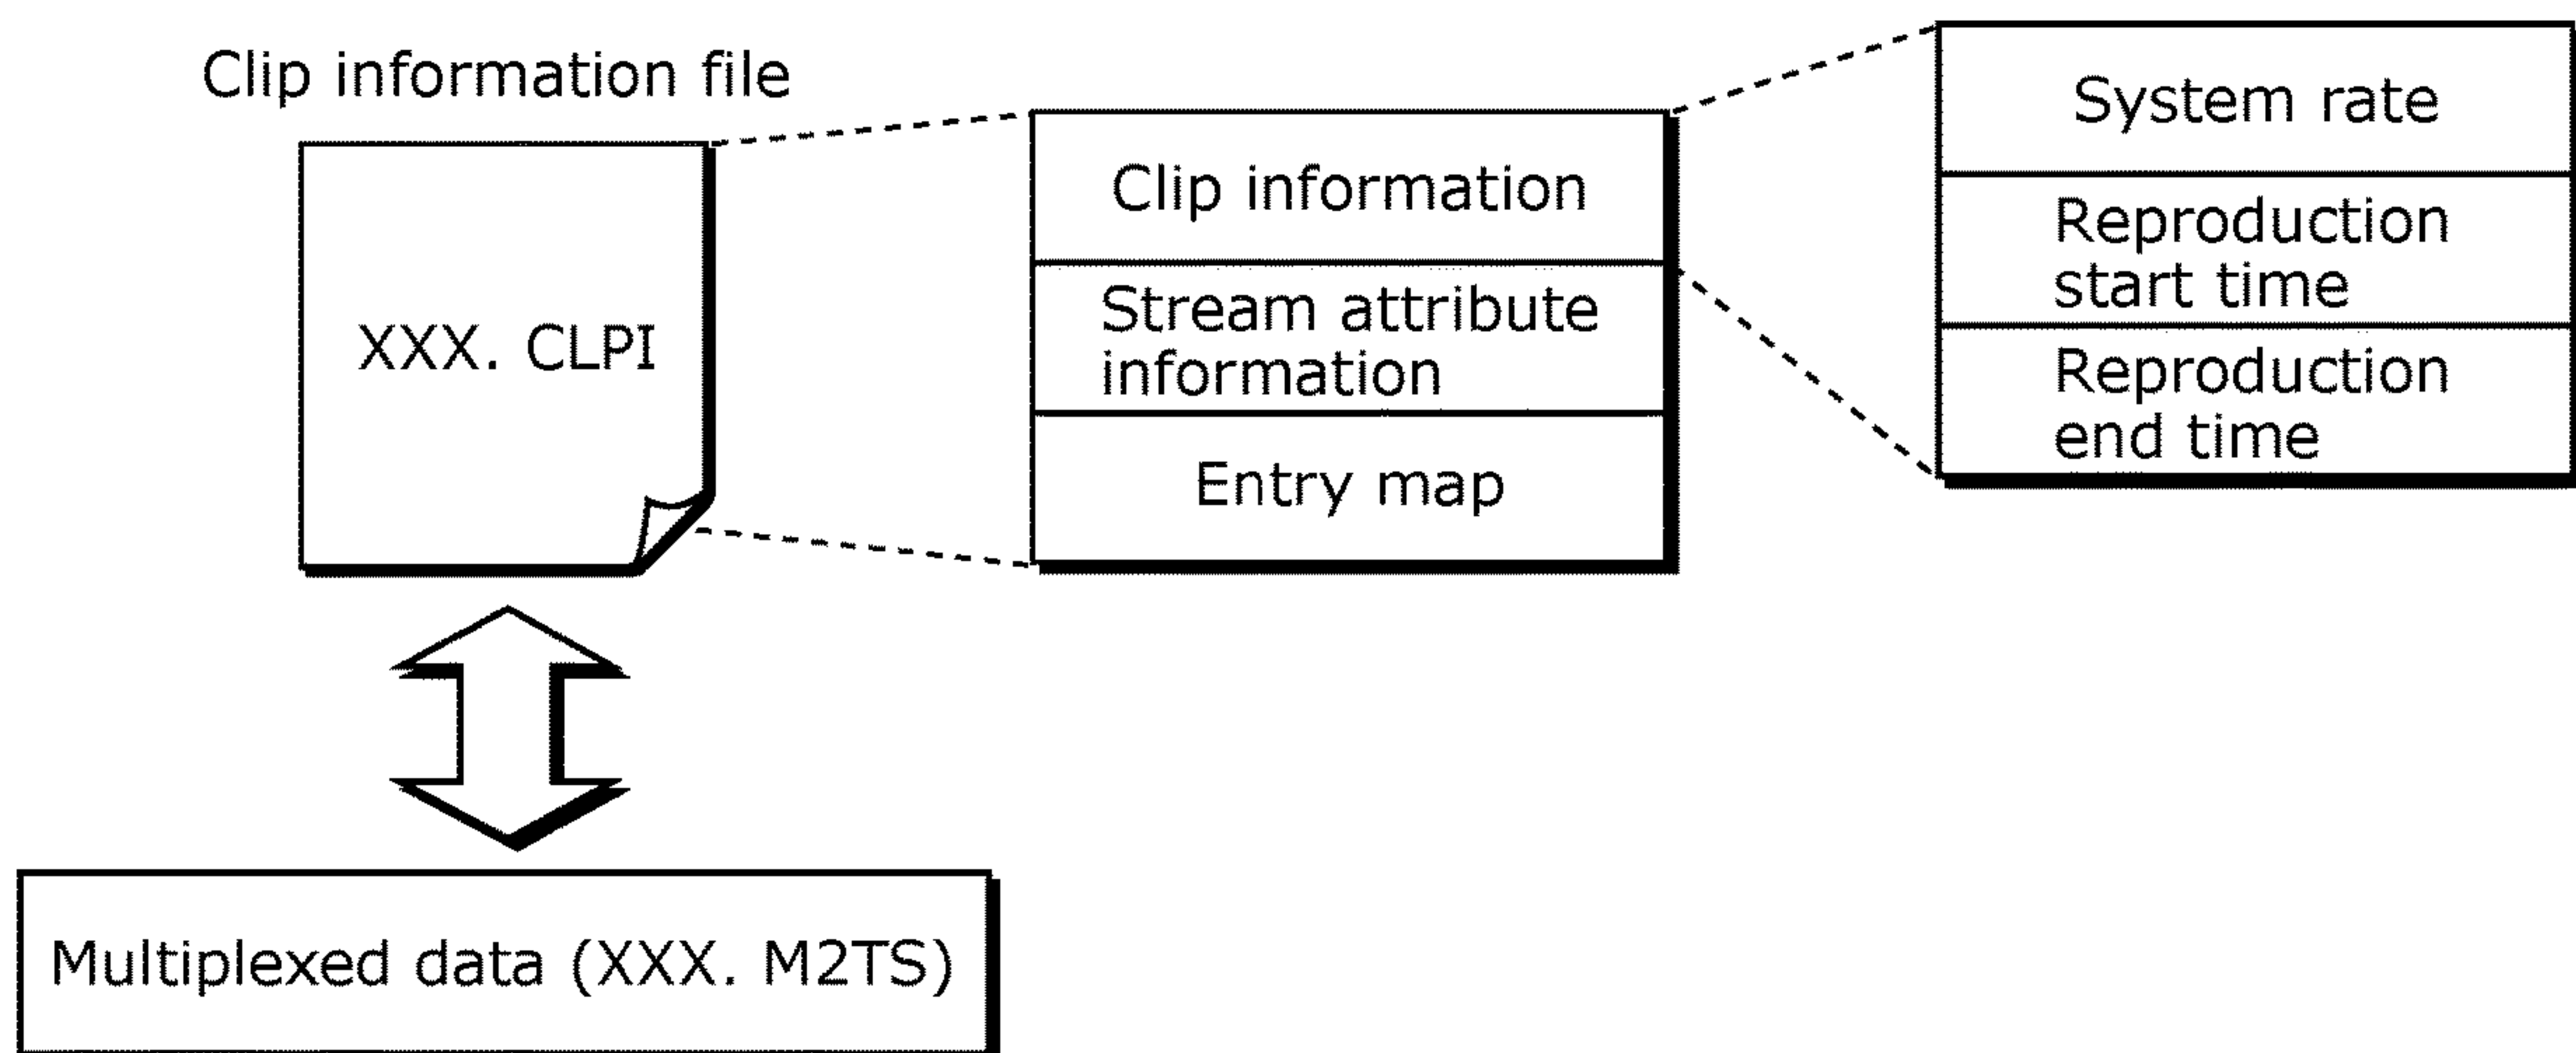 Clip information file
XXX. CLPI
Clip information
Stream attribute
information
Entry map
System rate
Reproduction
start time
Reproduction
end time
Multiplexed data (XXX. M2TS)